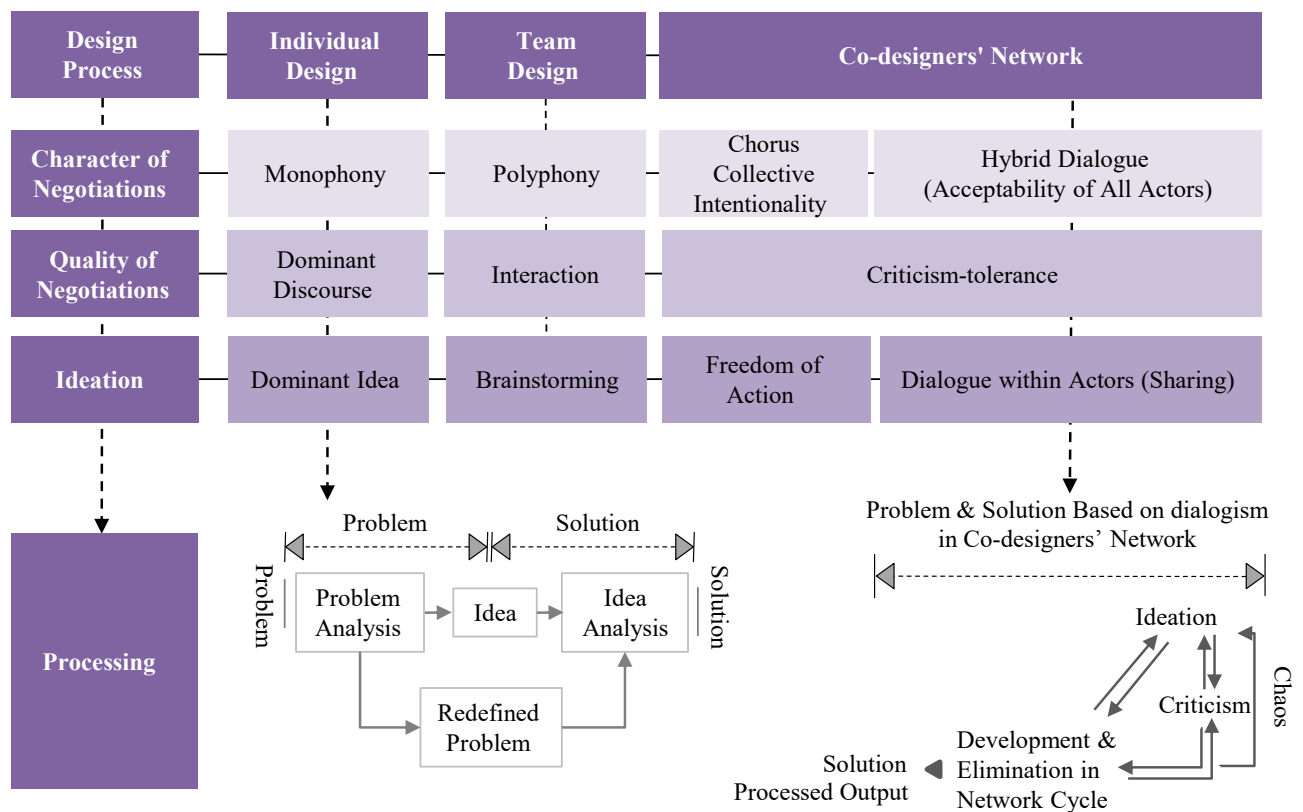 Design
Process
Individual
Design
Team
Design
Co-designers' Network
Character of
Negotiations
Monophony
Polyphony
Chorus
Collective
Intentionality
Hybrid Dialogue
(Acceptability of All Actors)
Quality of
Negotiations
Dominant
Discourse
Interaction
Criticism-tolerance
Ideation
Dominant Idea
Brainstorming
Freedom of
Action
Dialogue within Actors (Sharing)
Processing
Problem
Solution
Problem
Problem
Analysis
Idea
Idea
Analysis
Solution
Redefined
Problem
Problem & Solution Based on dialogism
in Co-designers’ Network
Ideation
Criticism
Chaos
Development &
Elimination in
Network Cycle
Solution
Processed Output